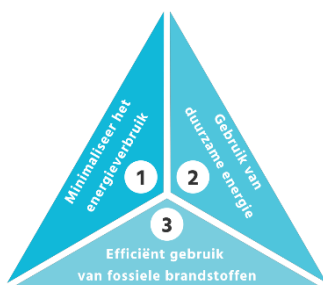 Minimaliseer het
energieverbruik
1
Gebruik van
duurzame energie
2
3
Efficiënt gebruik
van fossiele brandstoffen